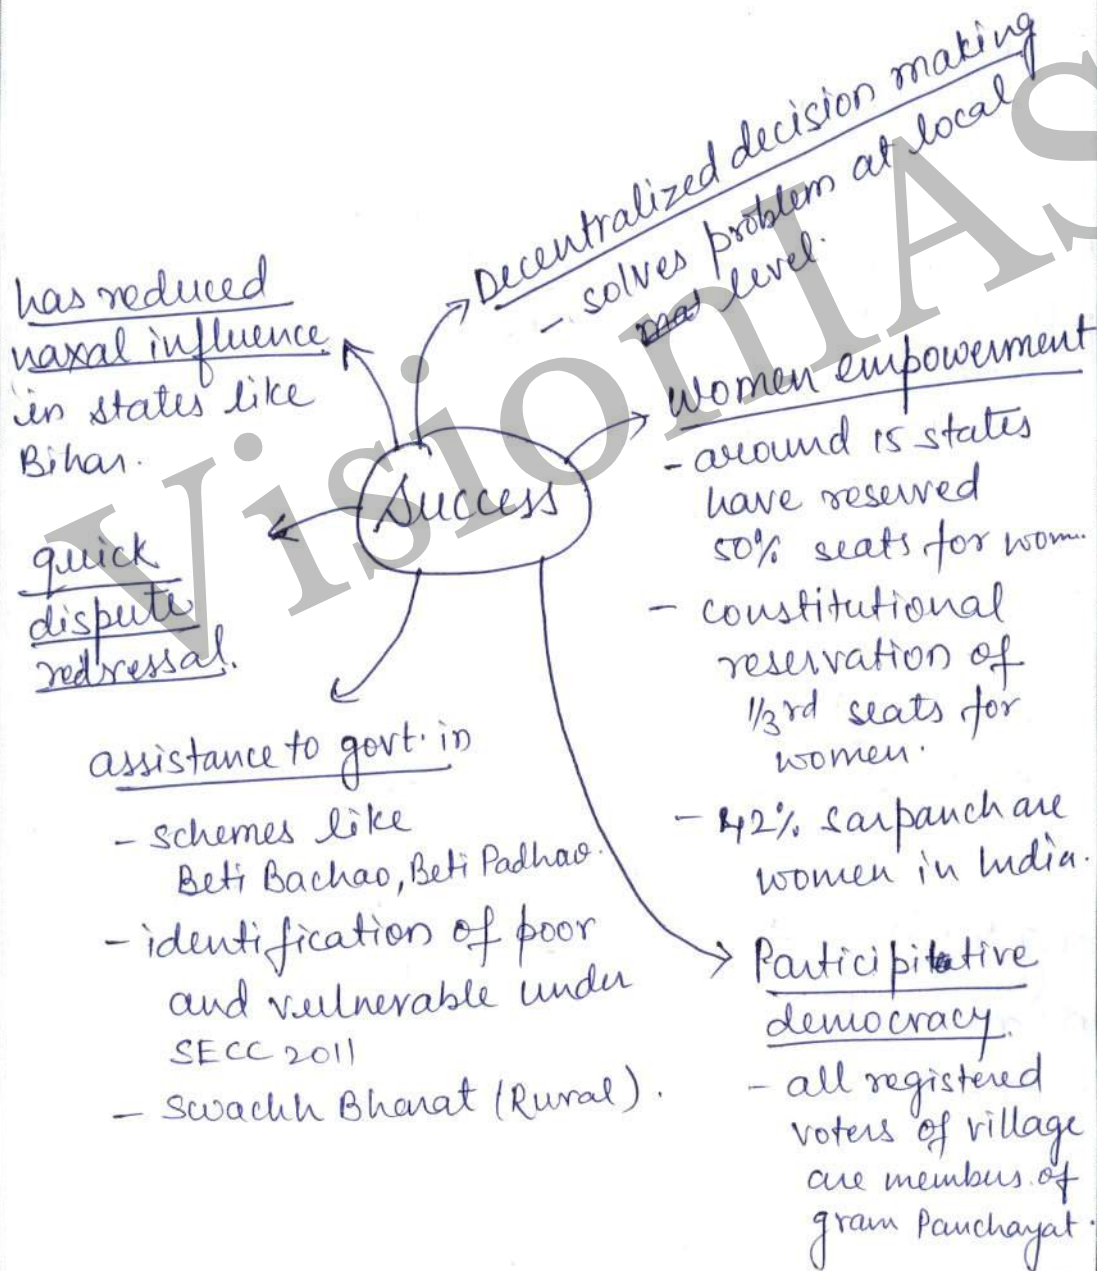 Decentralized decision making
- solves problem at local
level.
has reduced
naxal influence
in states like
Bihar.
Success
women empowerment
- around 15 states
have reserved
50% seats for wom..
- constitutional
reservation of
1/3rd seats for
women.
- 42% sarpanch are
women in India.
quick
dispute
redressal.
assistance to govt. in
- schemes like
Beti Bachao, Beti Padhao.
- identification of poor
and vulnerable under
SECC 2011
- Swachh Bharat (Rural).
Participitative
democracy.
- all registered
voters of village
are members of
gram Panchayat.
VisionIAS